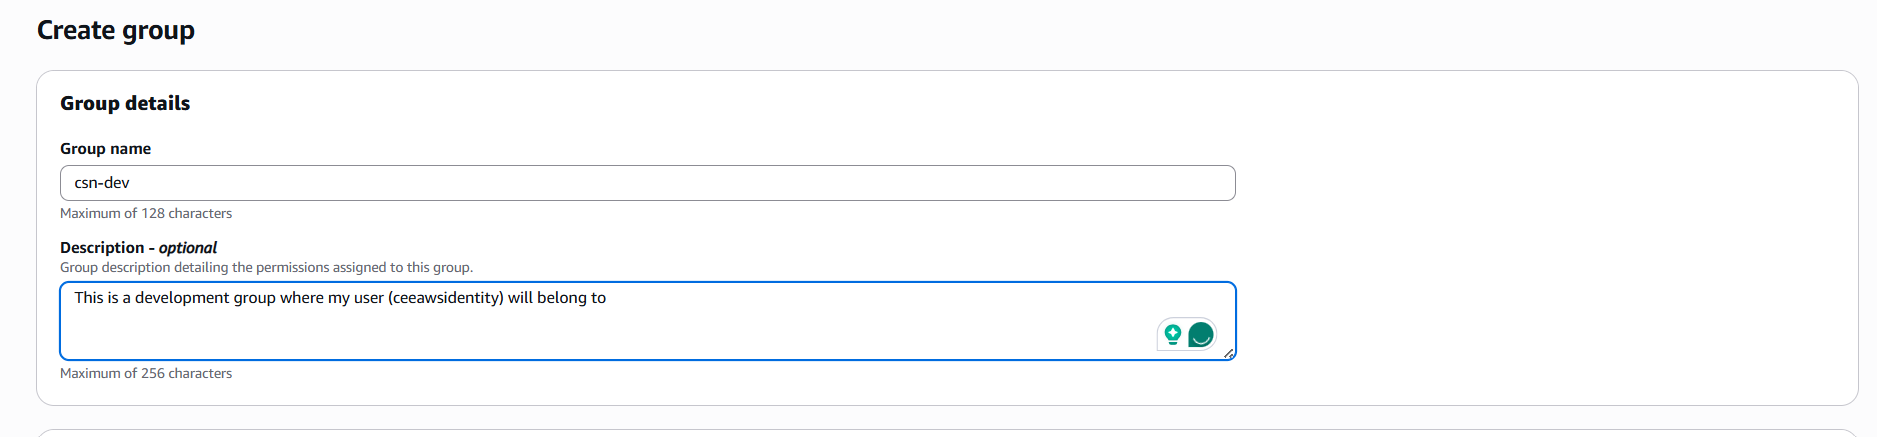 Create group
Group details
Group name
csn-dev
Maximum of 128 characters
Description - optional
Group description detailing the permissions assigned to this group.
This is a development group where my user (ceeawsidentity) will belong to
Maximum of 256 characters